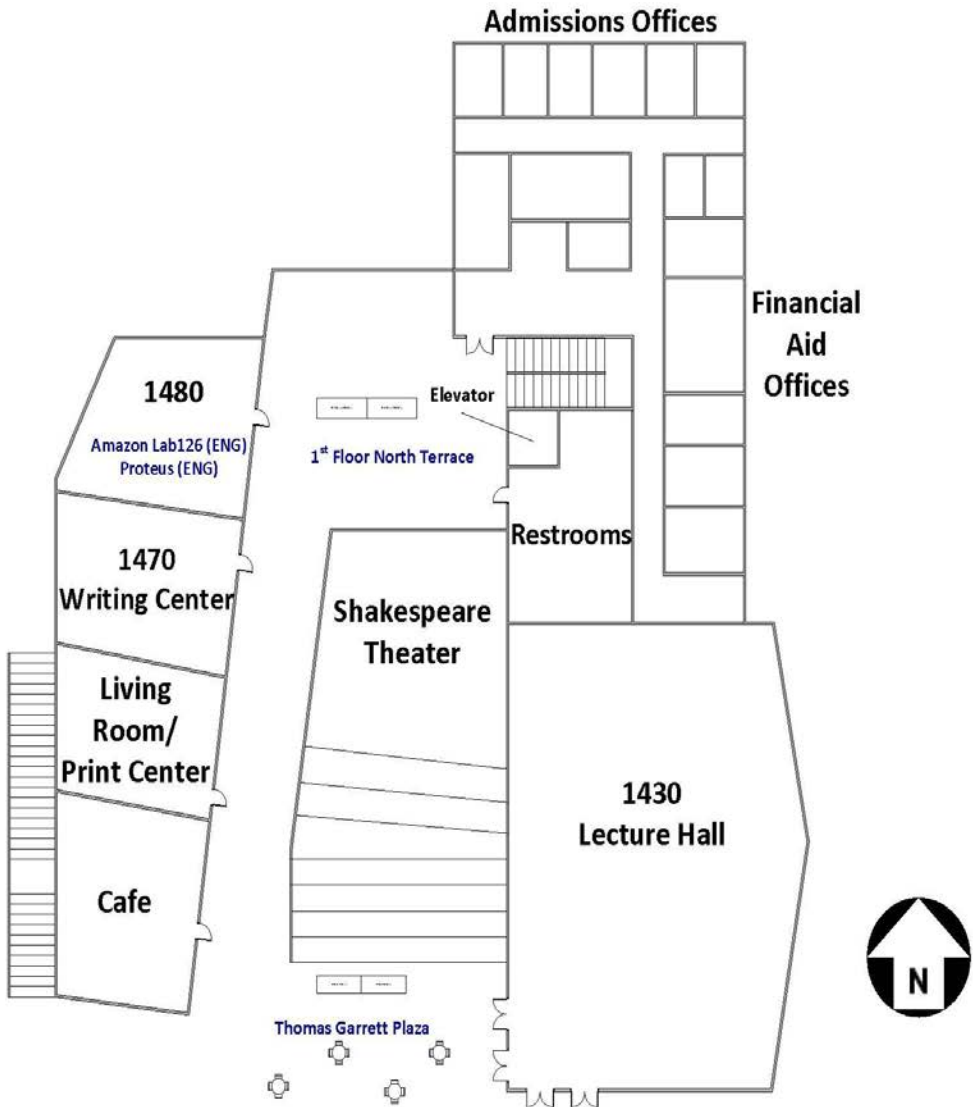 Admissions Offices
Financial
Aid
Offices
1480
Amazon Lab126 (ENG)
Proteus (ENG)
Elevator
1st Floor North Terrace
1470
Writing Center
Restrooms
Shakespeare
Theater
Living
Room/
Print Center
1430
Lecture Hall
Cafe
N
Thomas Garrett Plaza